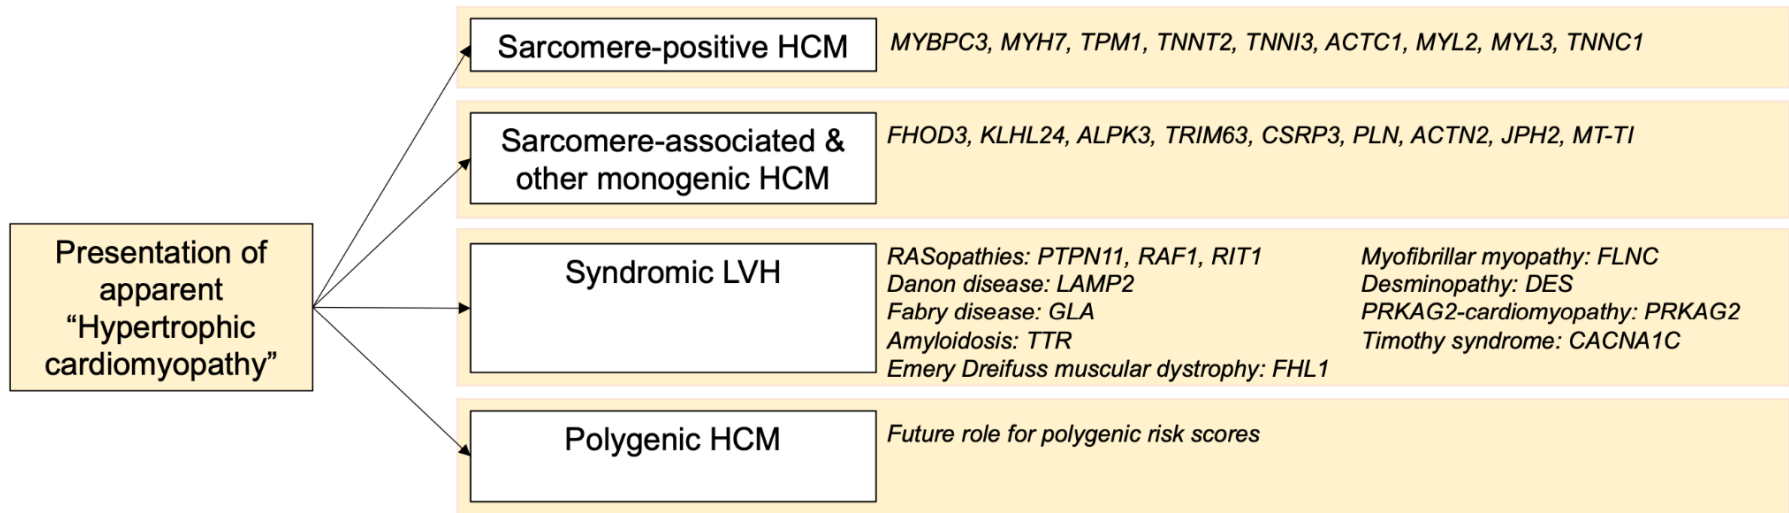 Presentation of
apparent
“Hypertrophic
cardiomyopathy”
Sarcomere-positive HCM
MYBPC3, MYH7, TPM1, TNNT2, TNNI3, ACTC1, MYL2, MYL3, TNNC1
Sarcomere-associated &
other monogenic HCM
FHOD3, KLHL24, ALPK3, TRIM63, CSRP3, PLN, ACTN2, JPH2, MT-TI
Syndromic LVH
RASopathies: PTPN11, RAF1, RIT1
Danon disease: LAMP2
Fabry disease: GLA
Amyloidosis: TTR
Emery Dreifuss muscular dystrophy: FHL1
Myofibrillar myopathy: FLNC
Desminopathy: DES
PRKAG2-cardiomyopathy: PRKAG2
Timothy syndrome: CACNA1C
Polygenic HCM
Future role for polygenic risk scores